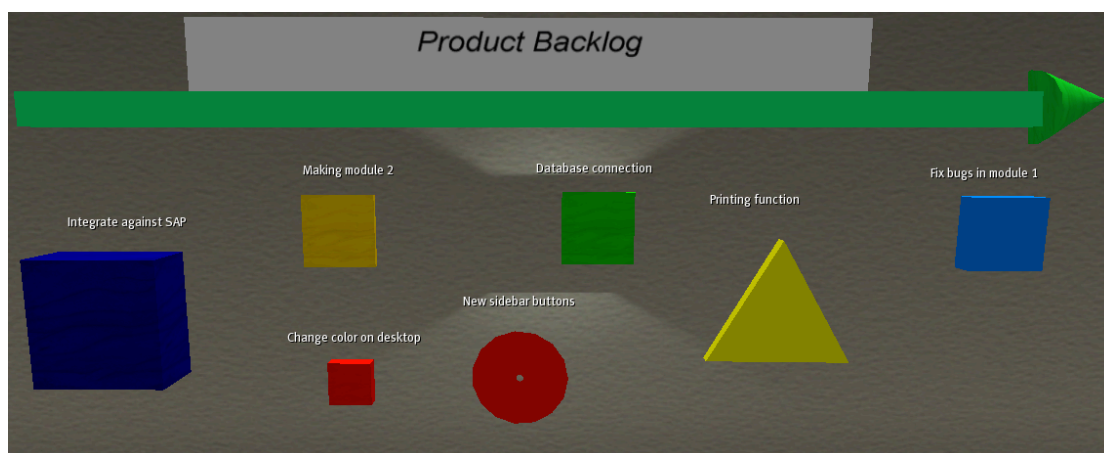 Product Backlog
Making module 2
Database connection
Fix bugs in module 1
Printing function
Integrate against SAP
New sidebar buttons
Change color on desktop